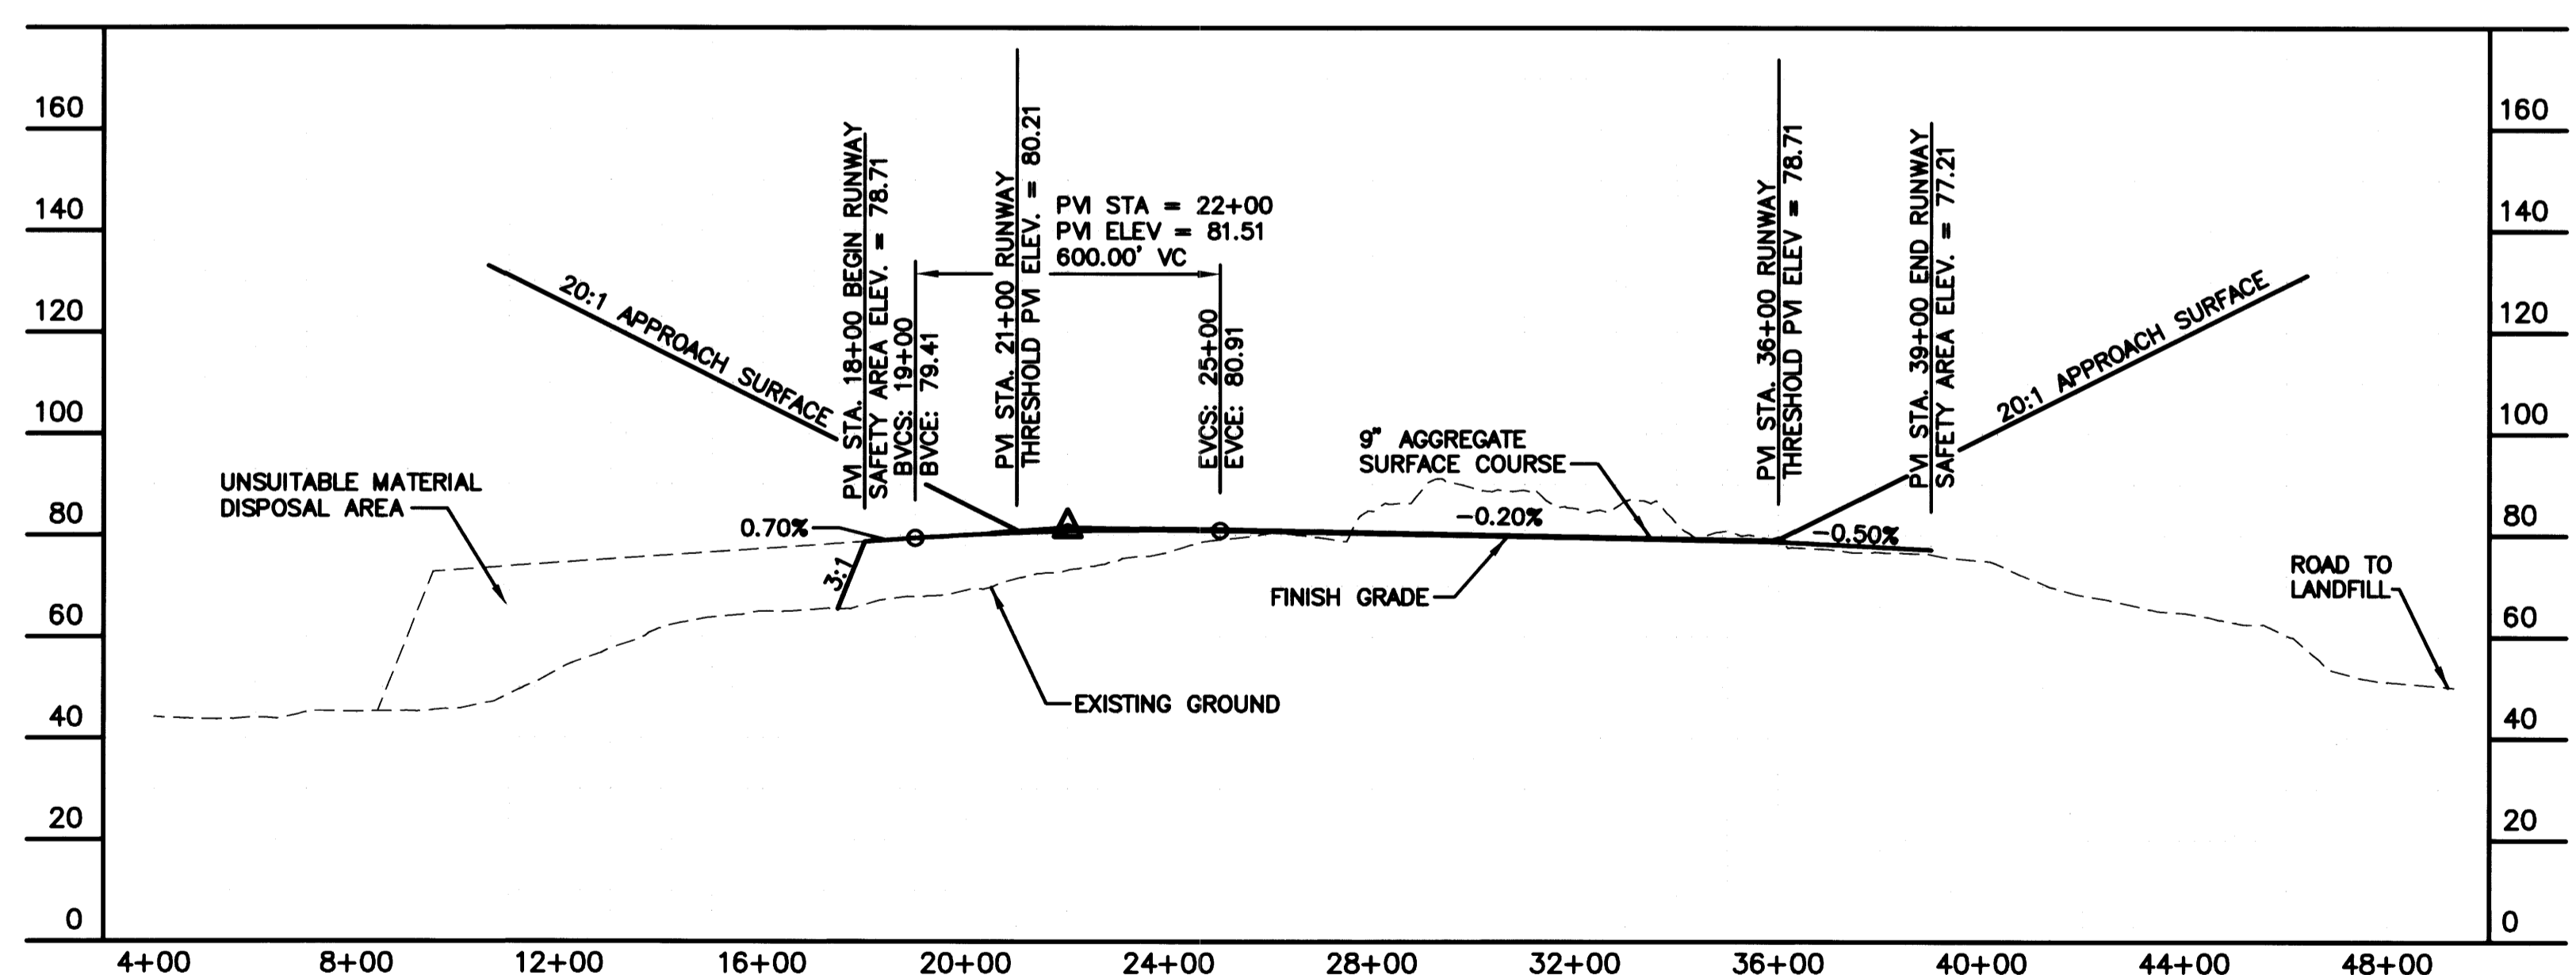 160
140
120
100
80
60
40
20
0
UNSUITABLE MATERIAL
DISPOSAL AREA
20:1 APPROACH SURFACE
0.70%
3:1
PVI STA. 18+00 BEGIN RUNWAY
SAFETY AREA ELEV. = 78.71
BVCS: 19+00
BVCE: 79.41
PVI STA. 21+00 RUNWAY
THRESHOLD PVI ELEV. = 80.21
PVI STA = 22+00
PVI ELEV = 81.51
600.00' VC
EVCS: 25+00
EVCE: 80.91
EXISTING GROUND
9" AGGREGATE
SURFACE COURSE
-0.20%
FINISH GRADE
PVI STA. 36+00 RUNWAY
THRESHOLD PVI ELEV = 78.71
-0.50%
PVI STA. 39+00 END RUNWAY
SAFETY AREA ELEV. = 77.21
20:1 APPROACH SURFACE
ROAD TO
LANDFILL
160
140
120
100
80
60
40
20
0
4+00 8+00 12+00 16+00 20+00 24+00 28+00 32+00 36+00 40+00 44+00 48+00